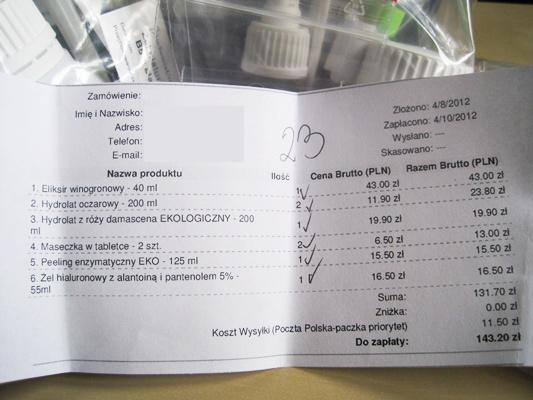 Zamówienie:
Imię i Nazwisko:
Adres:
Telefon:
E-mail:
Złożono: 4/8/2012
Zapłacono: 4/10/2012
Wysłano: ---
Skasowano: ---
23
Nazwa produktu Ilość Cena Brutto (PLN) Razem Brutto (PLN)
1. Eliksir winogronowy - 40 ml 1 43.00 zł 43.00 zł
2. Hydrolat oczarowy - 200 ml 2 11.90 zł 23.80 zł
3. Hydrolat z róży damascena EKOLOGICZNY - 200
ml 1 19.90 zł 19.90 zł
4. Maseczka w tabletce - 2 szt. 2 6.50 zł 13.00 zł
5. Peeling enzymatyczny EKO - 125 ml 1 15.50 zł 15.50 zł
6. Żel hialuronowy z alantoiną i pantenolem 5% -
55ml 1 16.50 zł 16.50 zł
Suma: 131.70 zł
Zniżka: 0.00 zł
Koszt Wysyłki (Poczta Polska-paczka priorytet) 11.50 zł
Do zapłaty: 143.20 zł